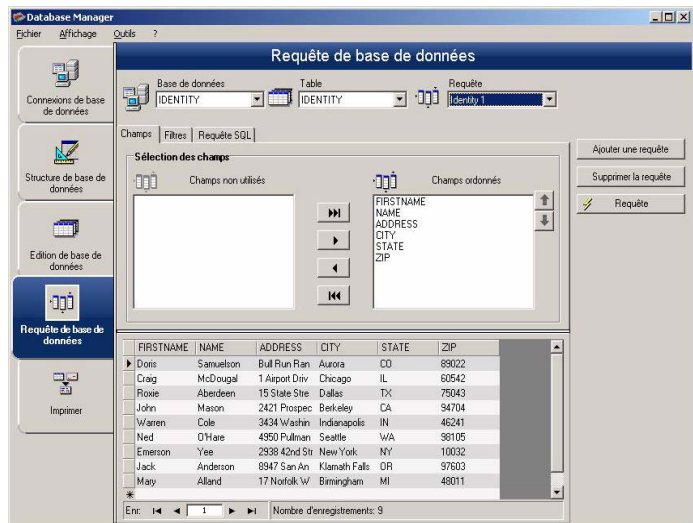 Database Manager
Fichier Affichage Outils ?
Requête de base de données
Base de données Table Requête
IDENTITY IDENTITY Identity 1
Connexions de base
de données
Structure de base de
données
Edition de base de
données
Requête de base de
données
Imprimer
Champs Filtres Requête SQL
Sélection des champs
Champs non utilisés Champs ordonnés
FIRSTNAME
NAME
ADDRESS
CITY
STATE
ZIP
Ajouter une requête
Supprimer la requête
Requête
FIRSTNAME NAME ADDRESS CITY STATE ZIP
Doris Samuelson Bull Run Ran Aurora CO 89022
Craig McDougal 1 Airport Driv Chicago IL 60542
Roxie Aberdeen 15 State Stre Dallas TX 75043
John Mason 2421 Prospec Berkeley CA 94704
Warren Cole 3434 Washin Indianapolis IN 46241
Ned O'Hare 4950 Pullman Seattle WA 98105
Emerson Yee 2938 42nd Str New York NY 10032
Jack Anderson 8947 San An Klamath Falls OR 97603
Mary Alland 17 Norfolk W Birmingham MI 48011
Enr. 1 Nombre d'enregistrements: 9